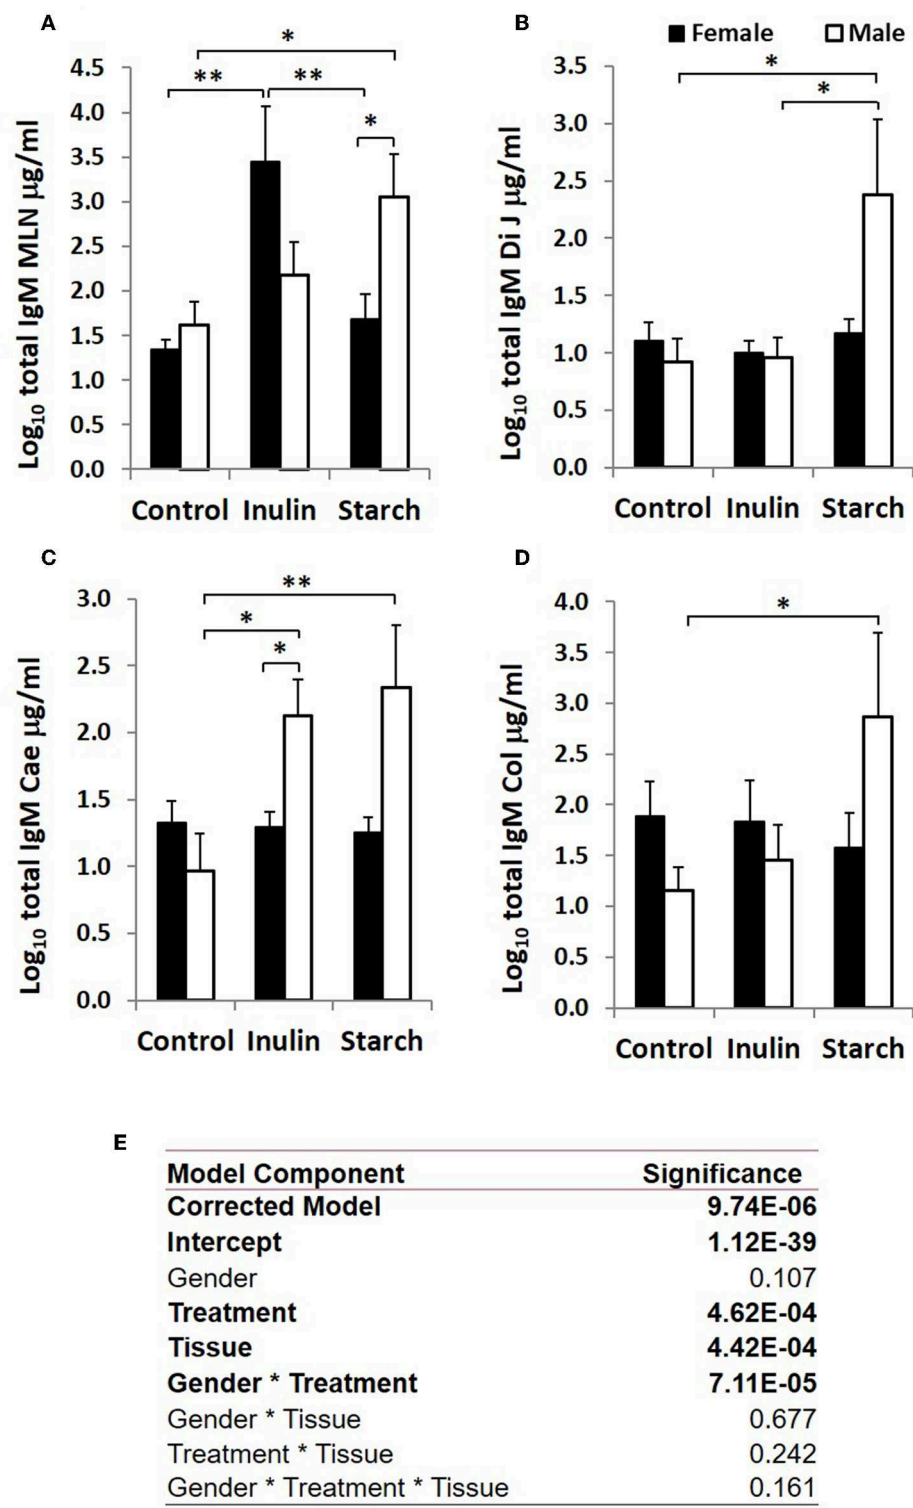 A
B
Female Male
*
** **
*
4.5
4.0
3.5
3.0
2.5
2.0
1.5
1.0
0.5
0.0
Log10 total IgM MLN µg/ml
Control Inulin Starch
*
*
3.5
3.0
2.5
2.0
1.5
1.0
0.5
0.0
Log10 total IgM Di J µg/ml
Control Inulin Starch
C
**
*
*
3.0
2.5
2.0
1.5
1.0
0.5
0.0
Log10 total IgM Cae µg/ml
Control Inulin Starch
D
*
4.0
3.5
3.0
2.5
2.0
1.5
1.0
0.5
0.0
Log10 total IgM Col µg/ml
Control Inulin Starch
E
Model Component Significance
Corrected Model 9.74E-06
Intercept 1.12E-39
Gender 0.107
Treatment 4.62E-04
Tissue 4.42E-04
Gender * Treatment 7.11E-05
Gender * Tissue 0.677
Treatment * Tissue 0.242
Gender * Treatment * Tissue 0.161